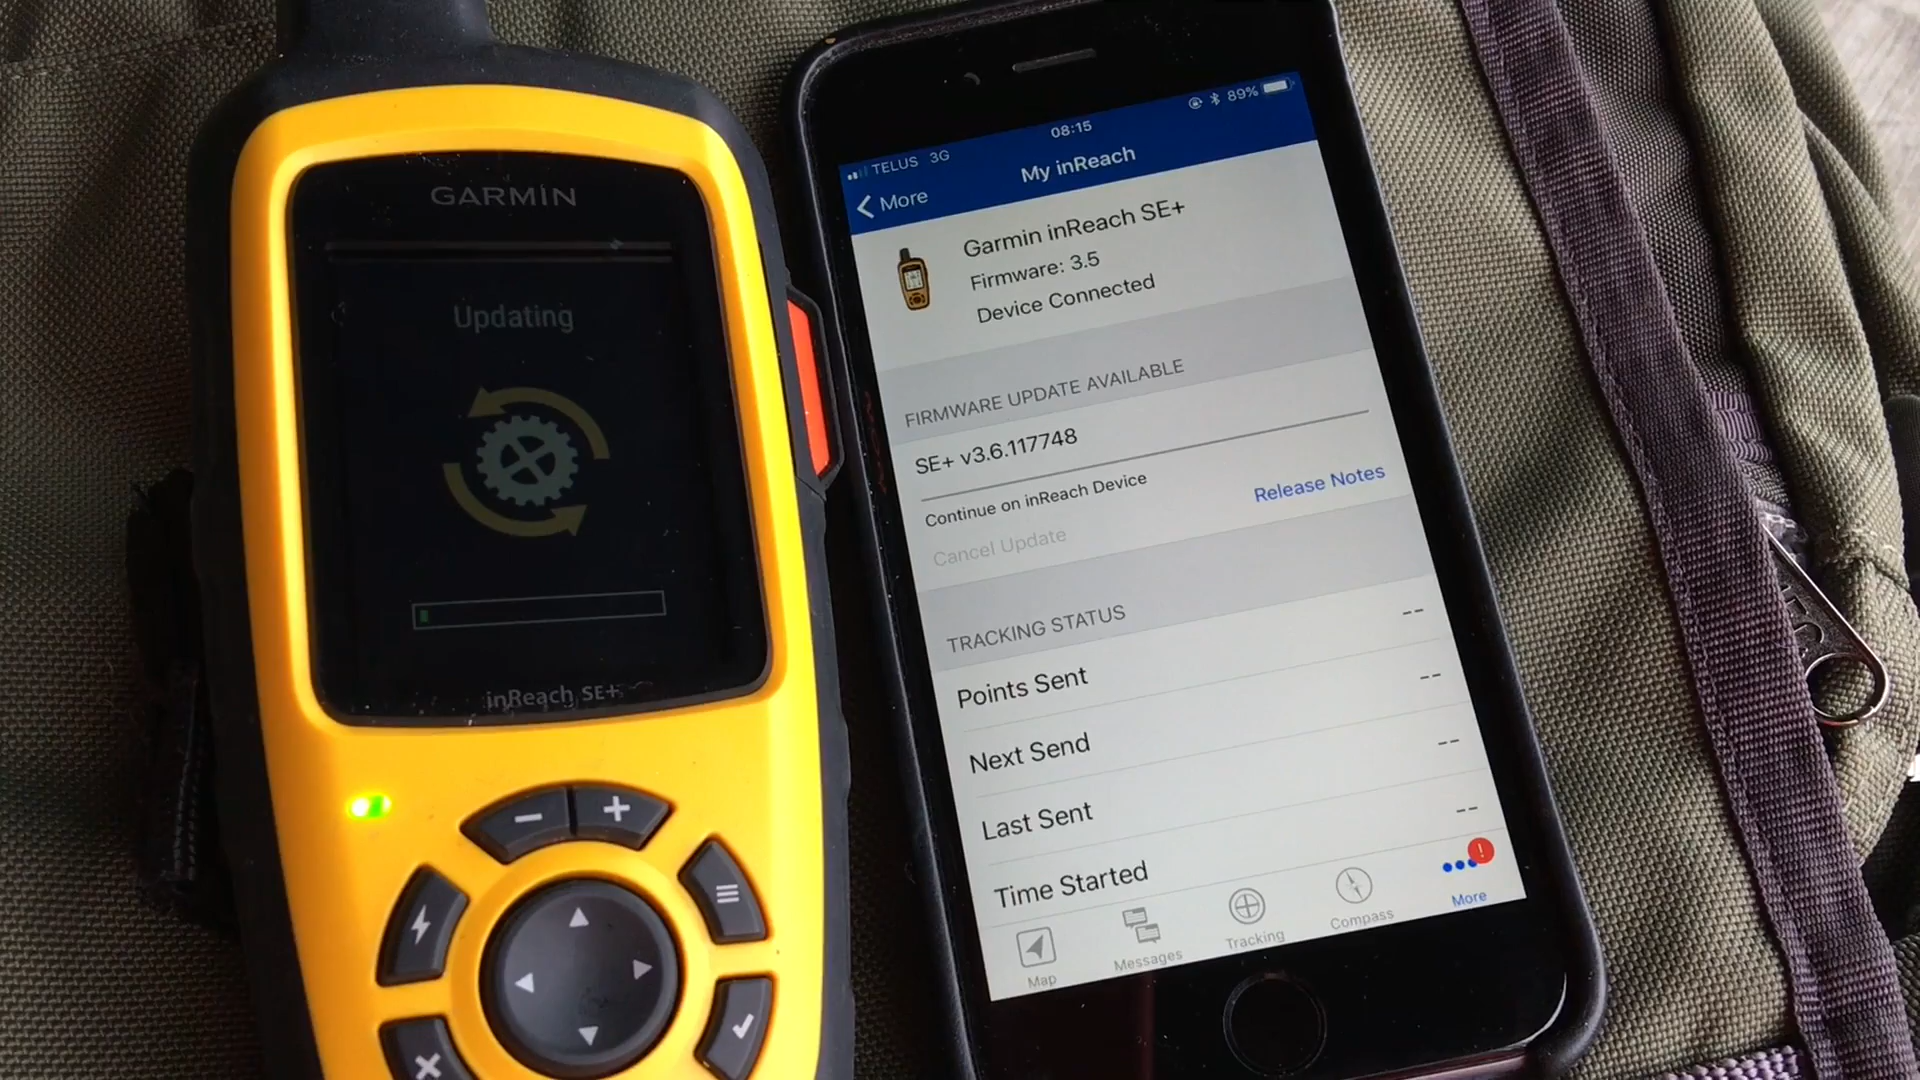 GARMIN
Updating
inReach SE+
TELUS 3G
08:15
89%
More
My inReach
Garmin inReach SE+
Firmware: 3.5
Device Connected
FIRMWARE UPDATE AVAILABLE
SE+ v3.6.117748
Continue on inReach Device
Release Notes
Cancel Update
TRACKING STATUS
--
Points Sent
--
Next Send
--
Last Sent
--
Time Started
Map
Messages
Tracking
Compass
!
More